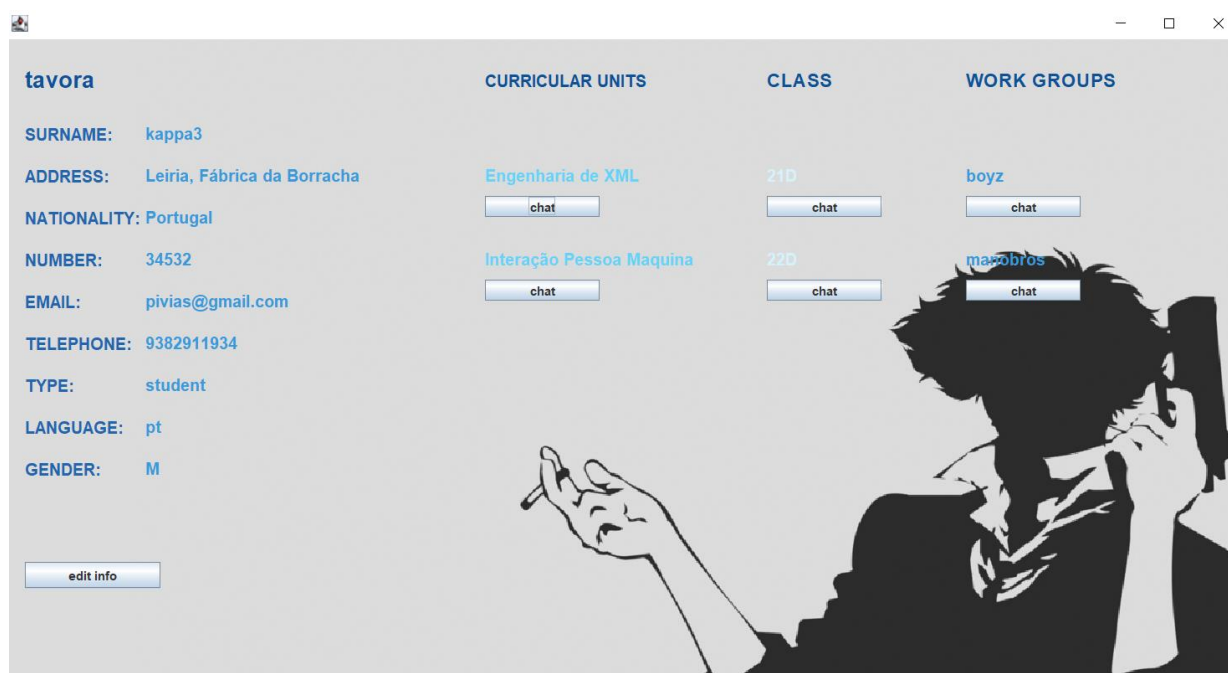 tavora
SURNAME: kappa3
ADDRESS: Leiria, Fábrica da Borracha
NATIONALITY: Portugal
NUMBER: 34532
EMAIL: pivias@gmail.com
TELEPHONE: 9382911934
TYPE: student
LANGUAGE: pt
GENDER: M
edit info
CURRICULAR UNITS
Engenharia de XML
chat
Interação Pessoa Maquina
chat
CLASS
21D
chat
22D
chat
WORK GROUPS
boyz
chat
manobros
chat